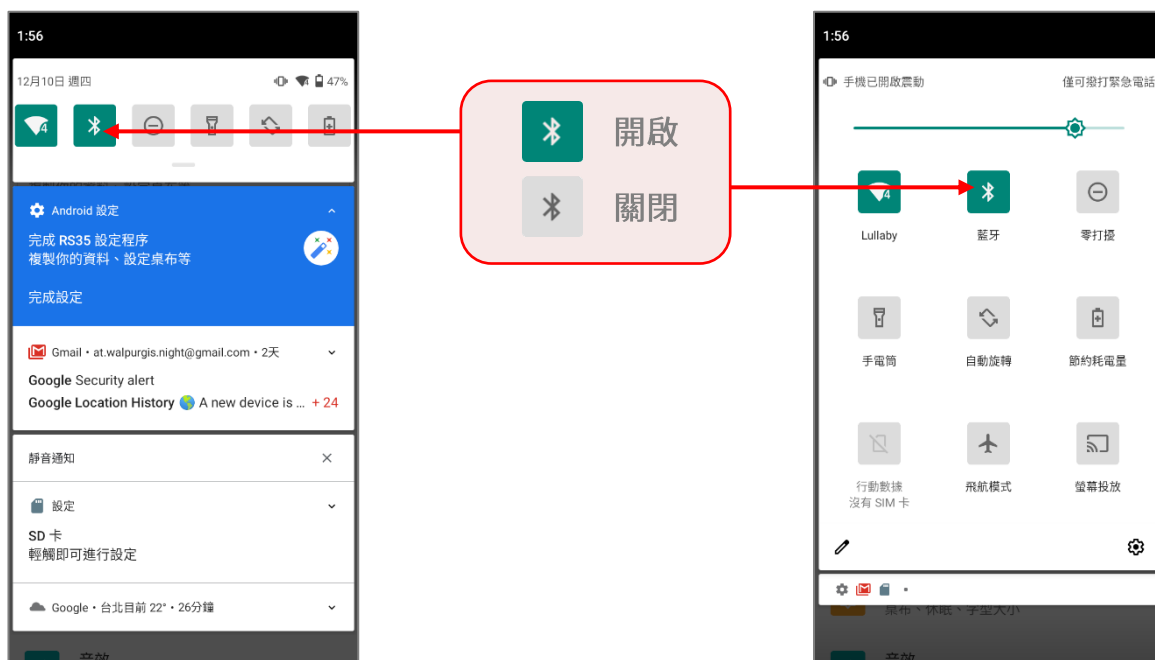 1:56
12月10日 週四
47%
4
Android 設定
完成 RS35 設定程序
複製你的資料、設定桌布等
完成設定
Gmail • at.walpurgis.night@gmail.com • 2天
Google Security alert
Google Location History 🌎 A new device is ... + 24
靜音通知
設定
SD 卡
輕觸即可進行設定
Google • 台北目前 22° • 26分鐘
音效
開啟
關閉
1:56
手機已開啟震動
僅可撥打緊急電話
4
Lullaby
藍牙
零打擾
手電筒
自動旋轉
節約耗電量
行動數據
沒有 SIM 卡
飛航模式
螢幕投放
桌布、休眠、字型大小
音效